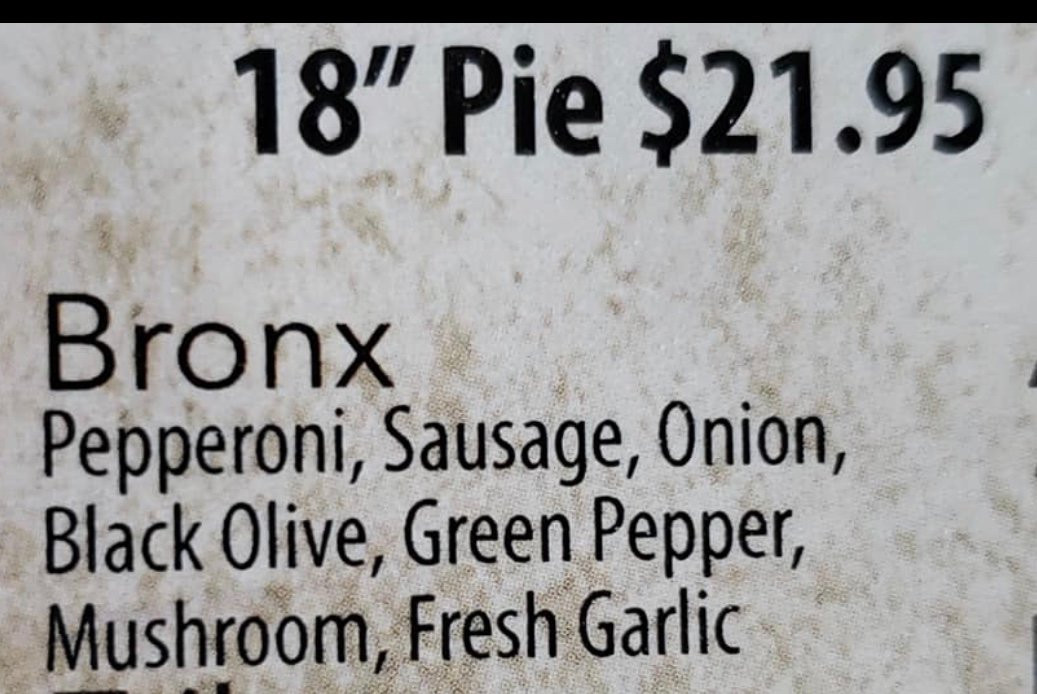 18" Pie $21.95
Bronx
Pepperoni, Sausage, Onion,
Black Olive, Green Pepper,
Mushroom, Fresh Garlic